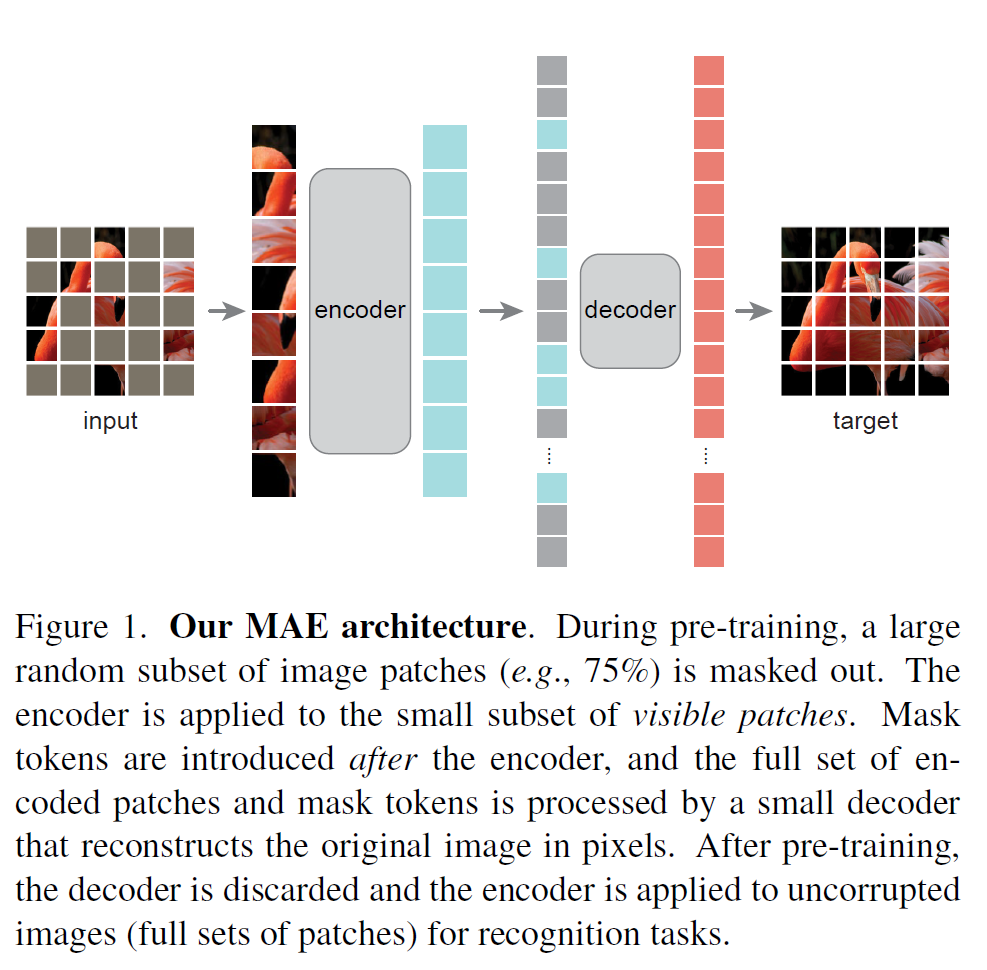 encoder
decoder
input
target
Figure 1. Our MAE architecture. During pre-training, a large
random subset of image patches (e.g., 75%) is masked out. The
encoder is applied to the small subset of visible patches. Mask
tokens are introduced after the encoder, and the full set of en-
coded patches and mask tokens is processed by a small decoder
that reconstructs the original image in pixels. After pre-training,
the decoder is discarded and the encoder is applied to uncorrupted
images (full sets of patches) for recognition tasks.